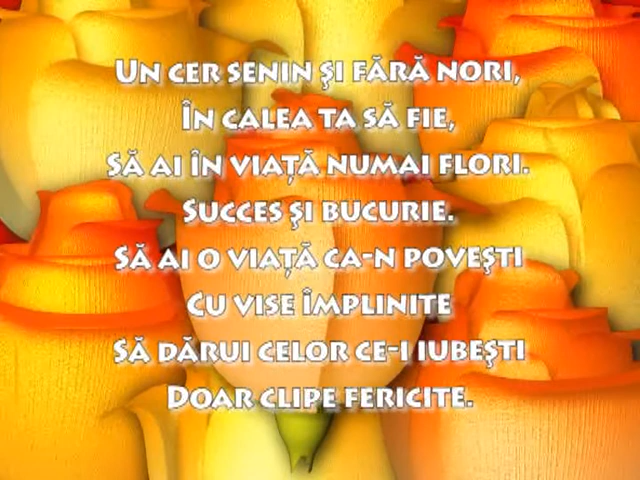 Un cer senin şi fără nori,
În calea ta să fie,
Să ai în viaţă numai flori.
Succes şi bucurie.
Să ai o viaţă ca-n poveşti
Cu vise împlinite
Să dărui celor ce-i iubeşti
Doar clipe fericite.